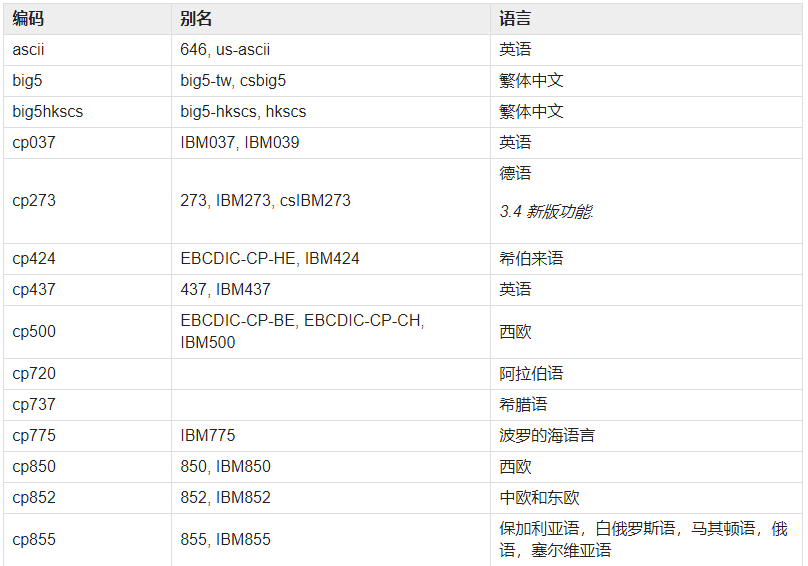 编码 别名 语言
ascii 646, us-ascii 英语
big5 big5-tw, csbig5 繁体中文
big5hkscs big5-hkscs, hkscs 繁体中文
cp037 IBM037, IBM039 英语
cp273 273, IBM273, csIBM273 德语
3.4 新版功能.
cp424 EBCDIC-CP-HE, IBM424 希伯来语
cp437 437, IBM437 英语
cp500 EBCDIC-CP-BE, EBCDIC-CP-CH,
IBM500 西欧
cp720 阿拉伯语
cp737 希腊语
cp775 IBM775 波罗的海语言
cp850 850, IBM850 西欧
cp852 852, IBM852 中欧和东欧
cp855 855, IBM855 保加利亚语，白俄罗斯语，马其顿语，俄
语，塞尔维亚语